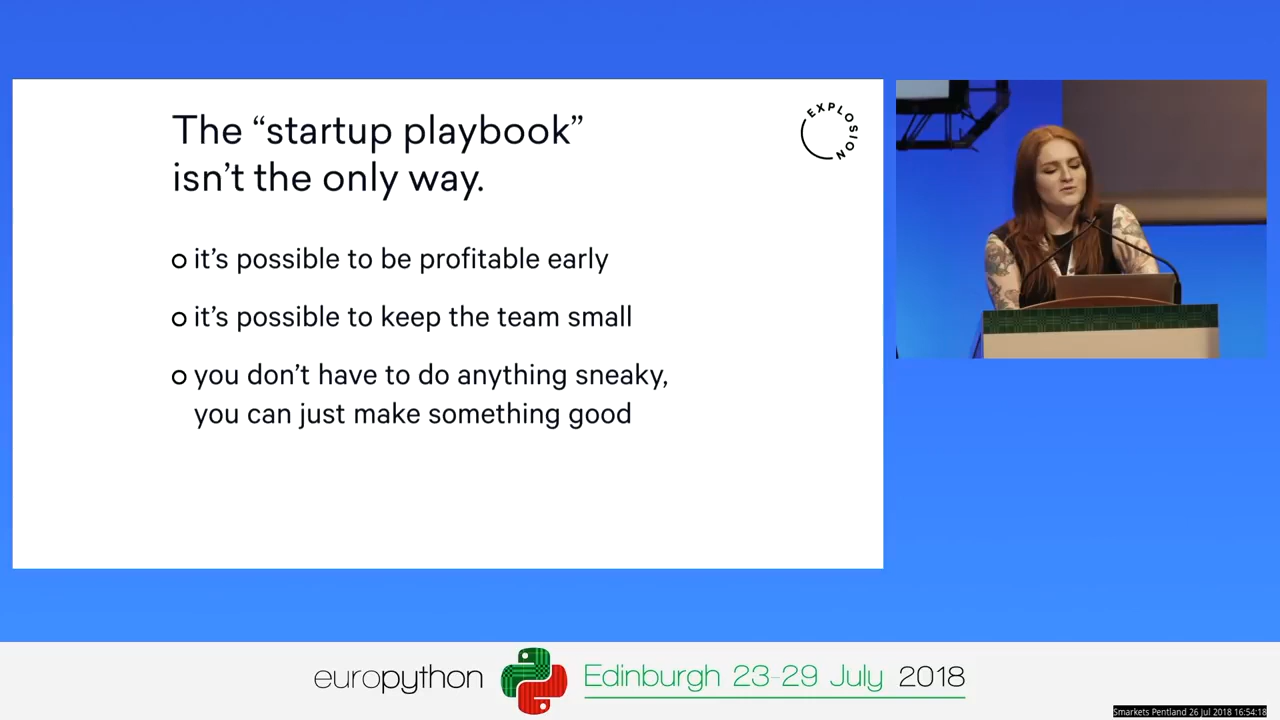 The “startup playbook”
isn’t the only way.
EXPLOSION
o it’s possible to be profitable early
o it’s possible to keep the team small
o you don’t have to do anything sneaky,
you can just make something good
europython
Edinburgh 23-29 July 2018
Smarkets Pentland 26 Jul 2018 16:54:18